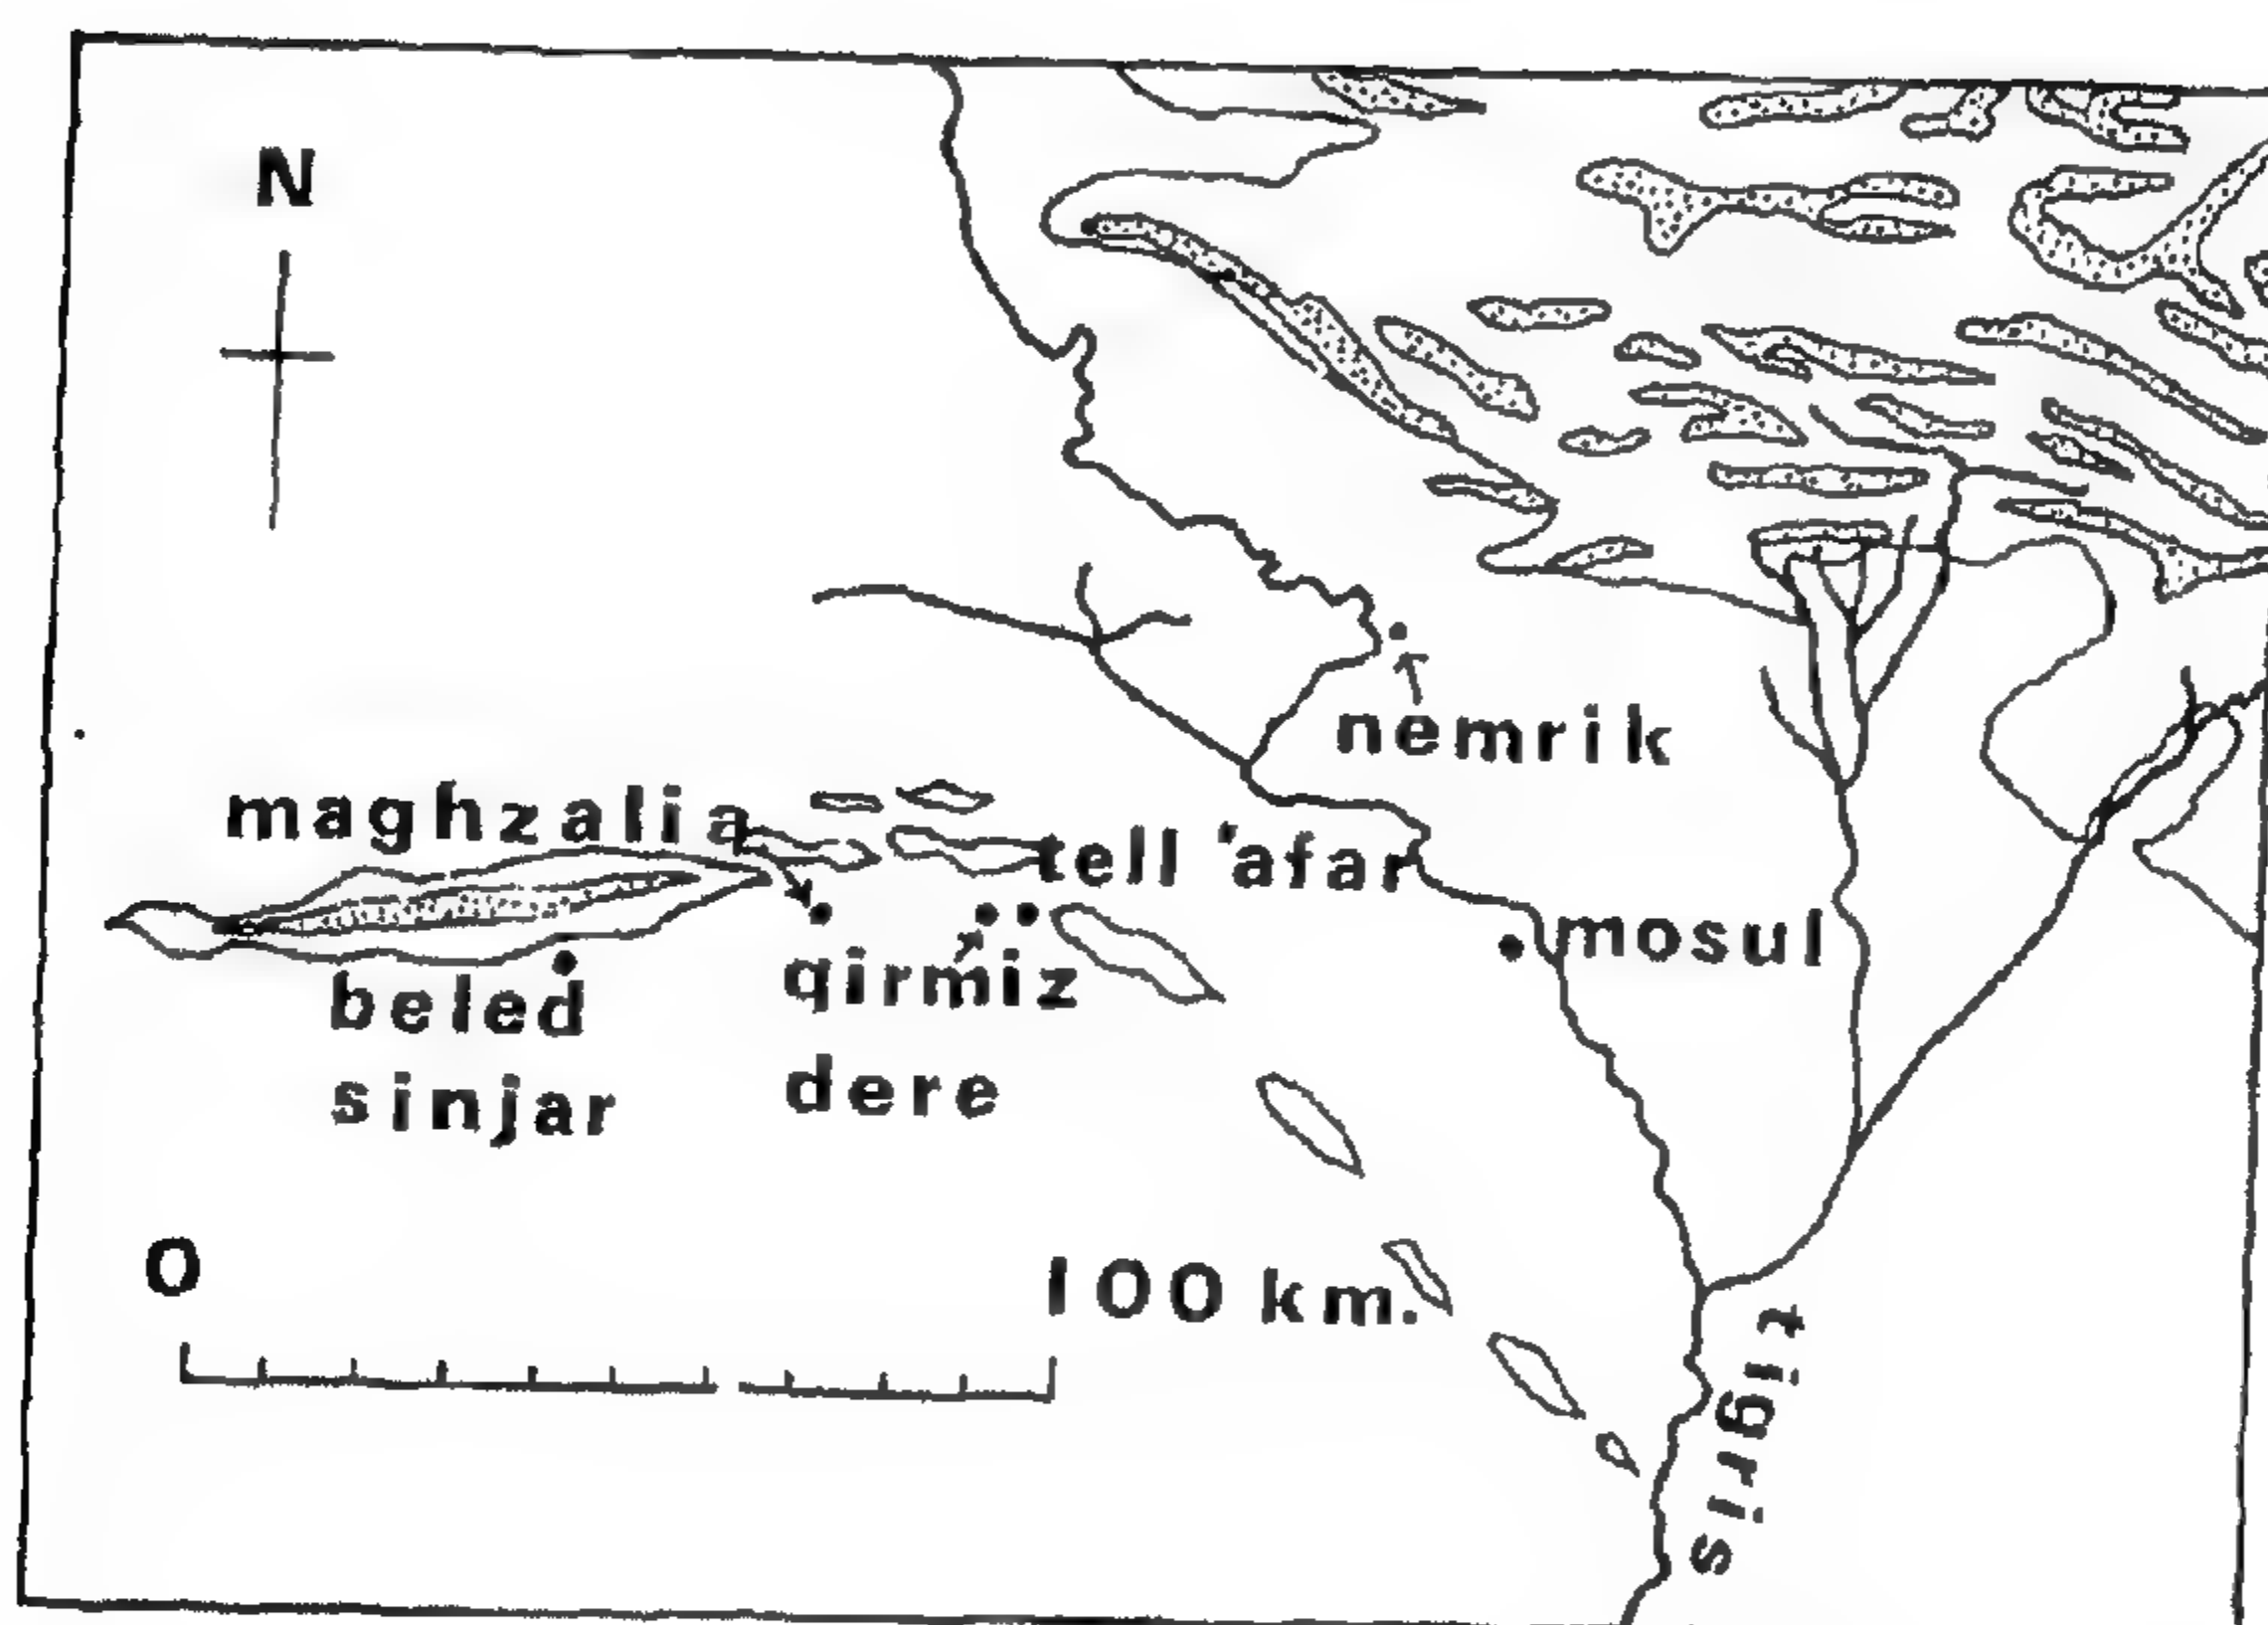 N
nemrik
maghzalia
tell 'afar
mosul
qirmiz
dere
beled
sinjar
0
100 km.
tigris